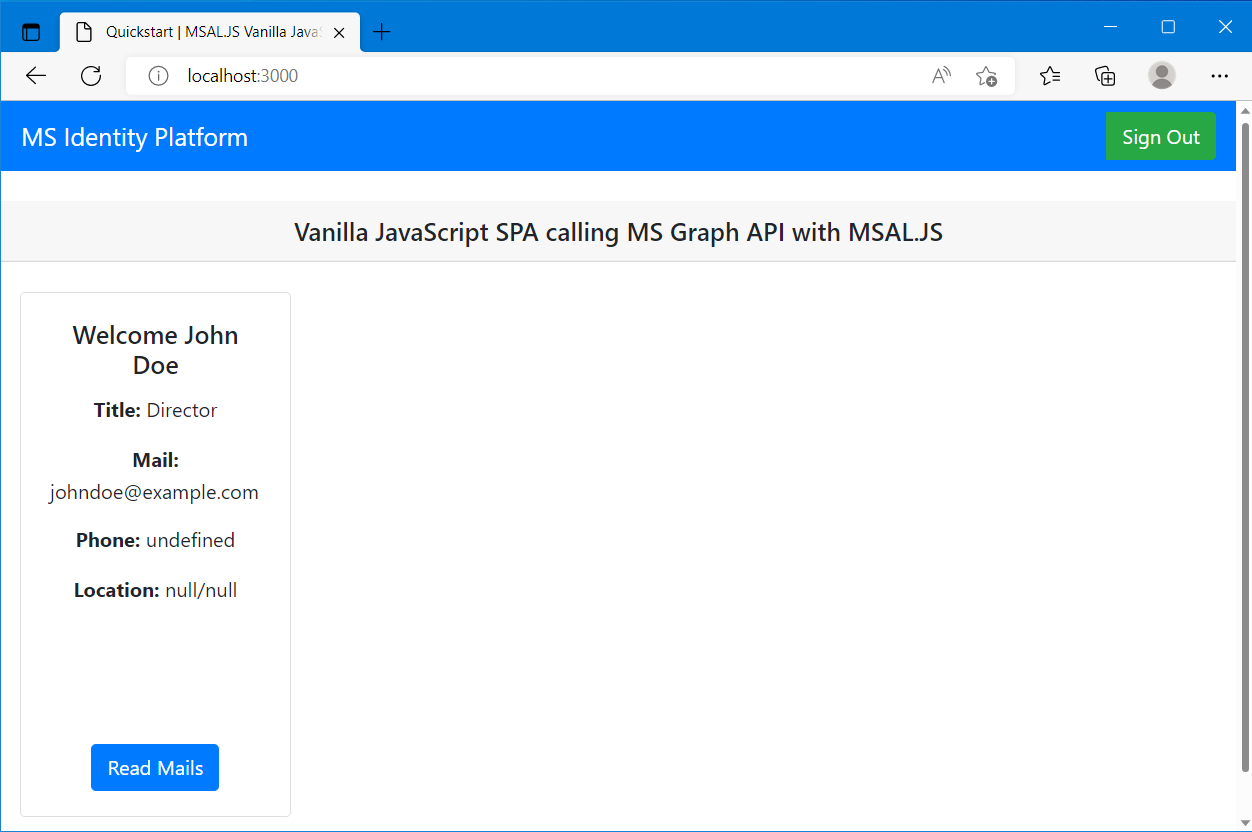 Quickstart | MSAL.JS Vanilla JavaS
localhost:3000
MS Identity Platform
Sign Out
Vanilla JavaScript SPA calling MS Graph API with MSAL.JS
Welcome John
Doe
Title: Director
Mail:
johndoe@example.com
Phone: undefined
Location: null/null
Read Mails